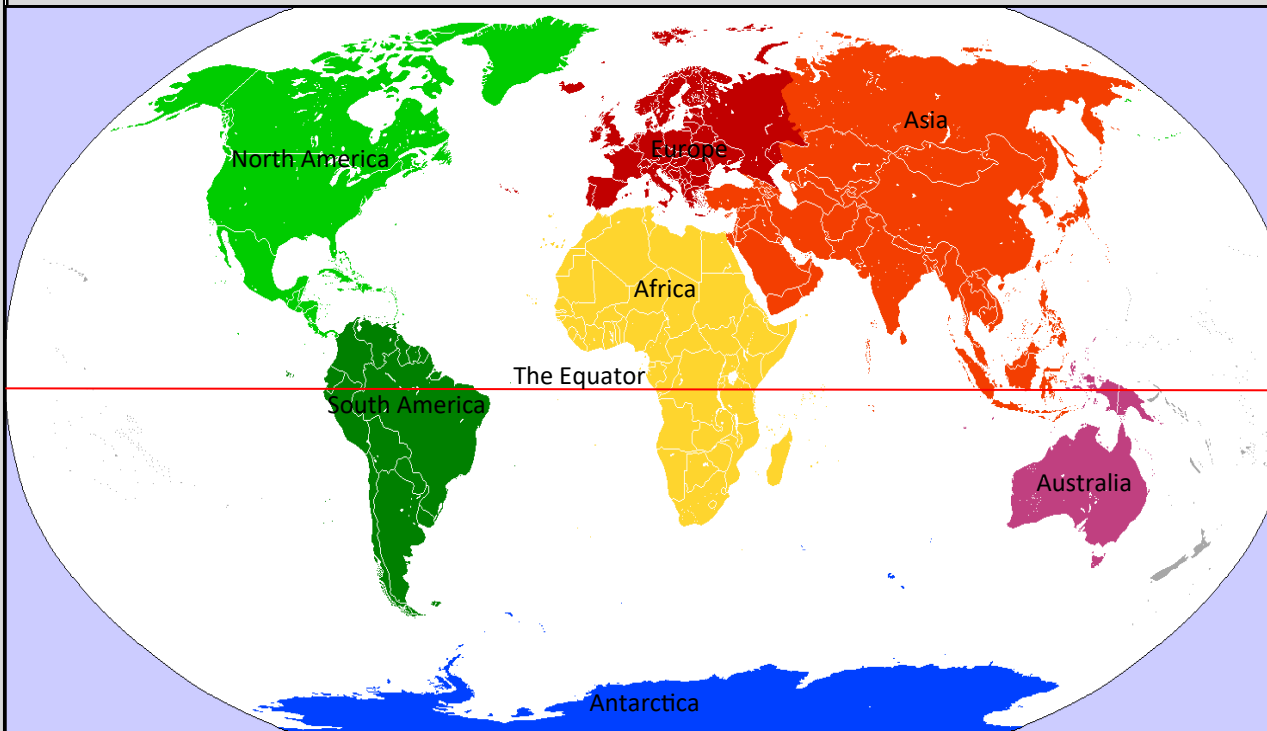 Asia
North America
Europe
Africa
The Equator
South America
Australia
Antarctica